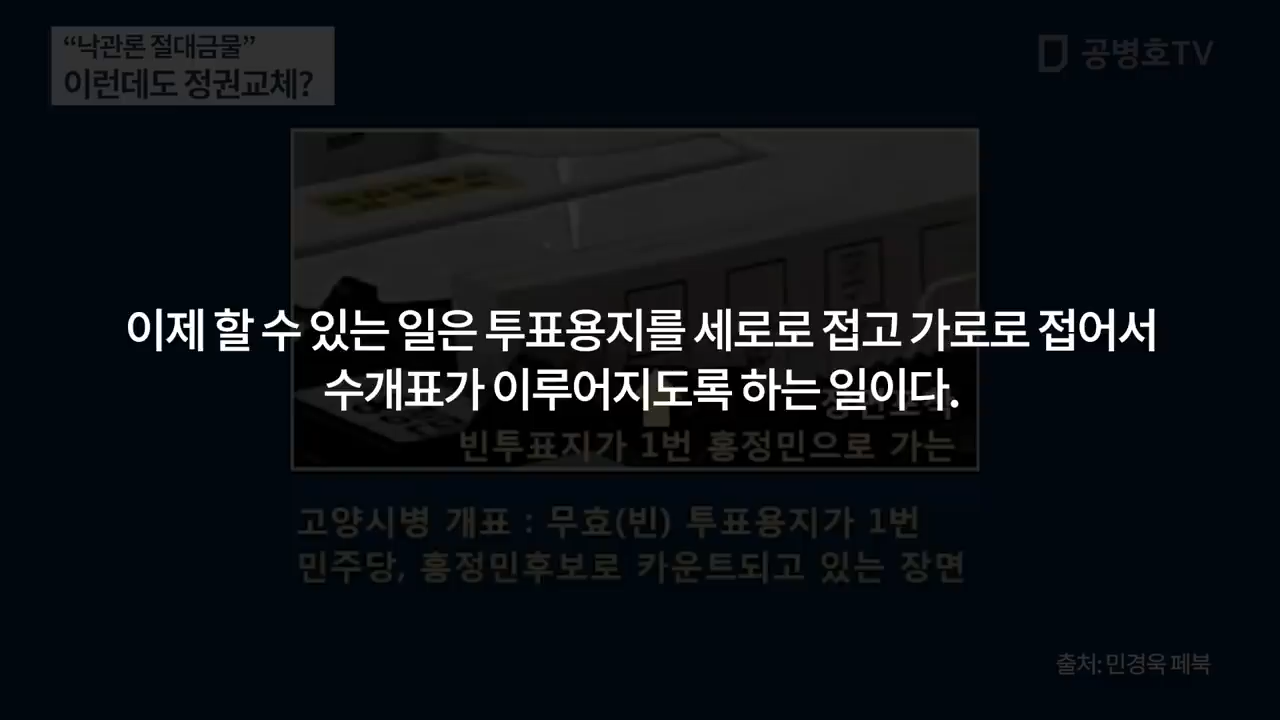 “낙관론 절대금물”
이런데도 정권교체?
공병호TV
이제 할 수 있는 일은 투표용지를 세로로 접고 가로로 접어서
수개표가 이루어지도록 하는 일이다.
빈투표지가 1번 홍정민으로 가는
고양시병 개표 : 무효(빈) 투표용지가 1번
민주당, 홍정민후보로 카운트되고 있는 장면
출처: 민경욱 페북